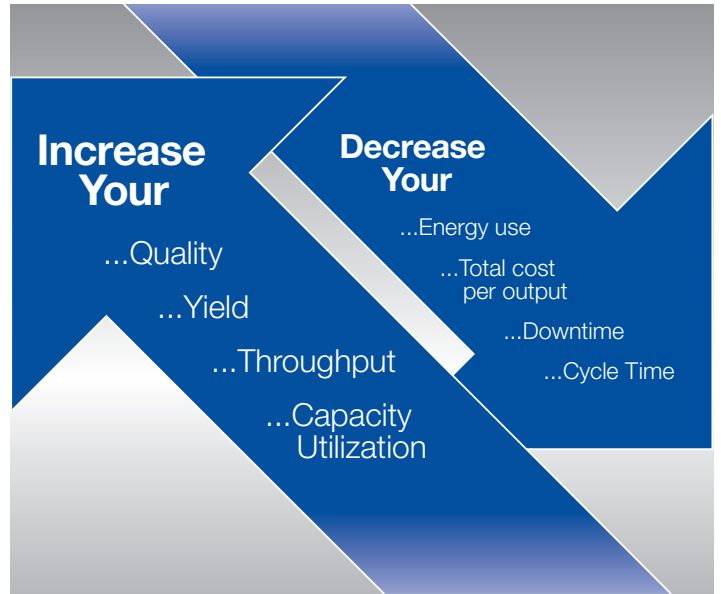 Increase
Your
...Quality
...Yield
...Throughput
...Capacity
Utilization
Decrease
Your
...Energy use
...Total cost
per output
...Downtime
...Cycle Time